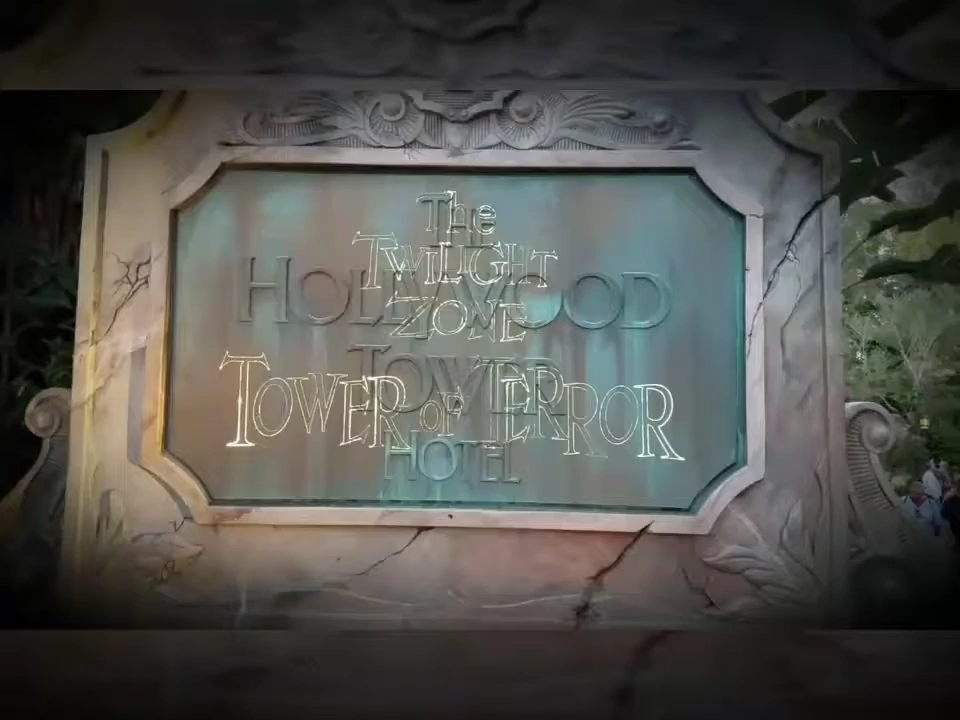 The
TWILIGHT
ZONE
TOWER OF TERROR
HOLLYWOOD
TOWER
HOTEL